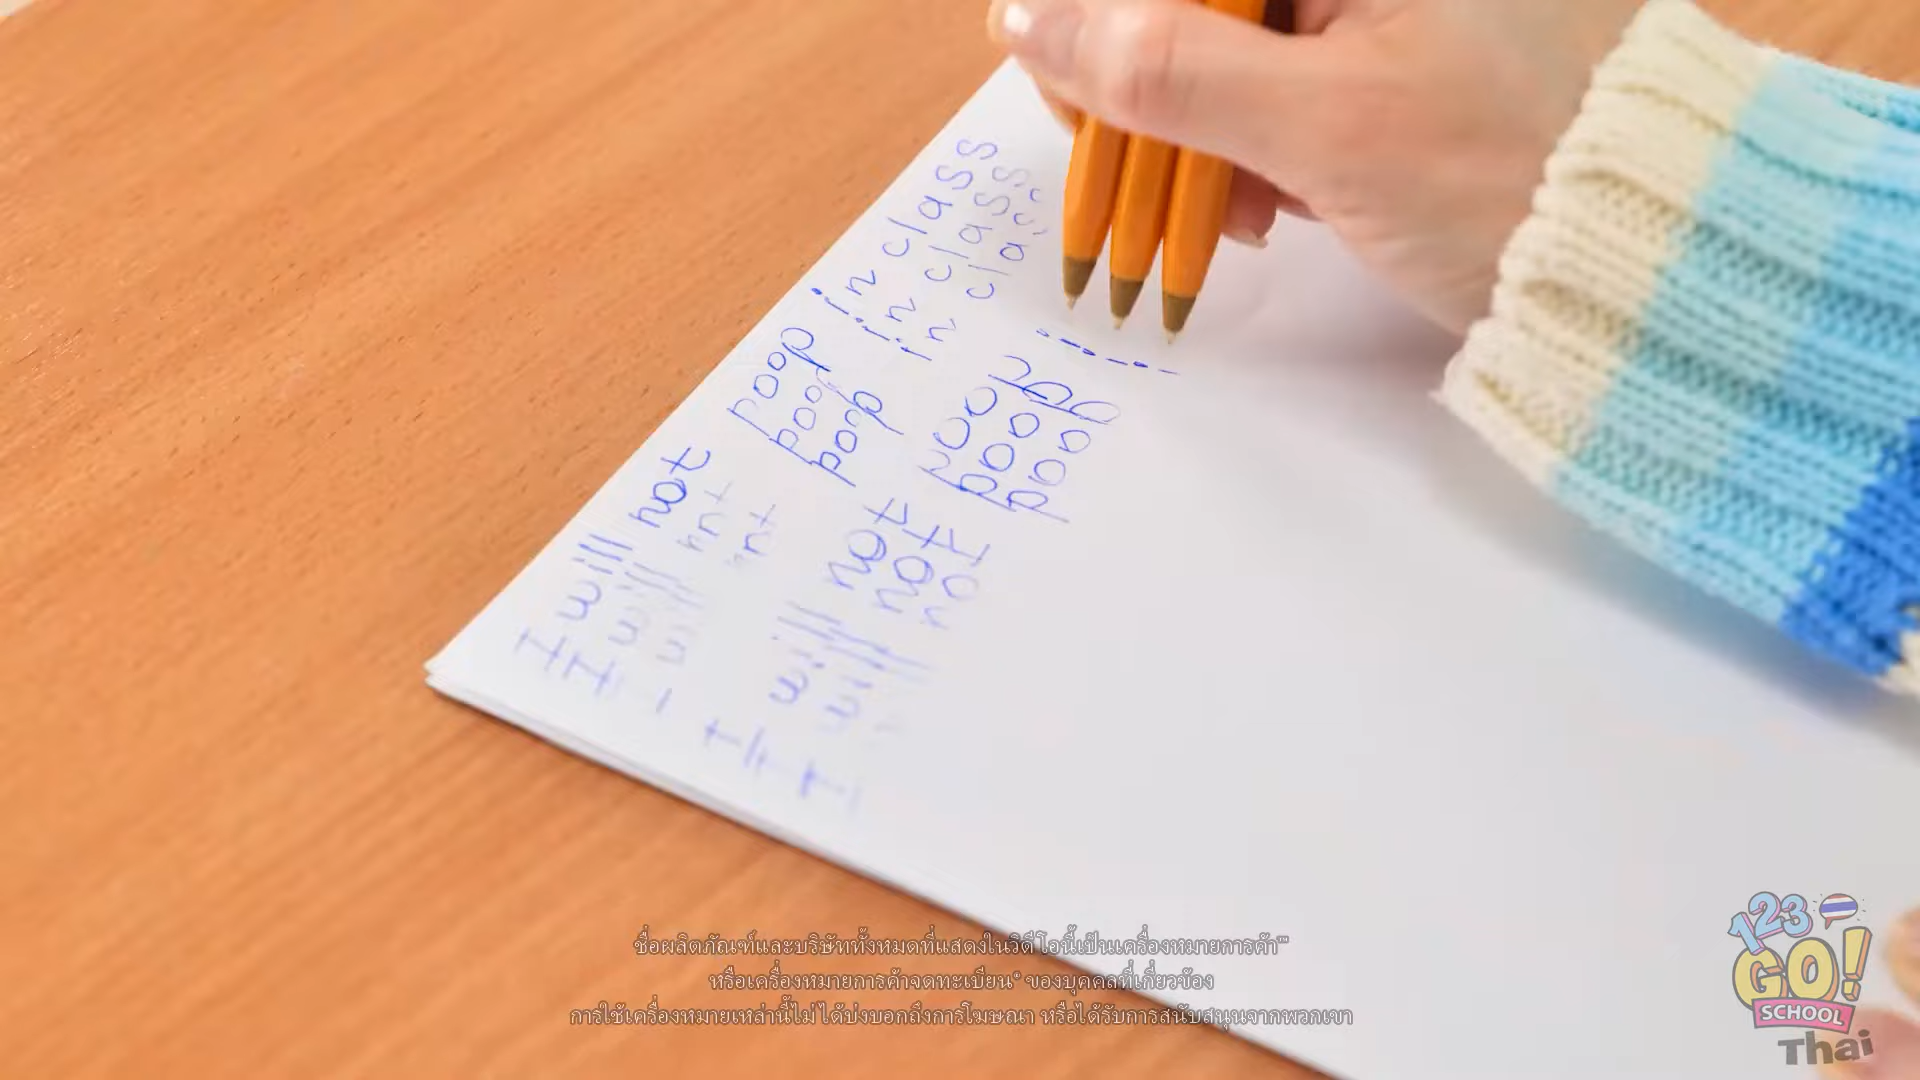 I will not poop in class
I will not poop in class
will poop in class
I will not poop
I will not poop
I not poop
ชื่อผลิตภัณฑ์และบริษัททั้งหมดที่แสดงในวิดีโอนี้เป็นเครื่องหมายการค้า™
หรือเครื่องหมายการค้าจดทะเบียน® ของบุคคลที่เกี่ยวข้อง
การใช้เครื่องหมายเหล่านี้ไม่ได้บ่งบอกถึงการโฆษณา หรือได้รับการสนับสนุนจากพวกเขา
123
GO!
SCHOOL
Thai